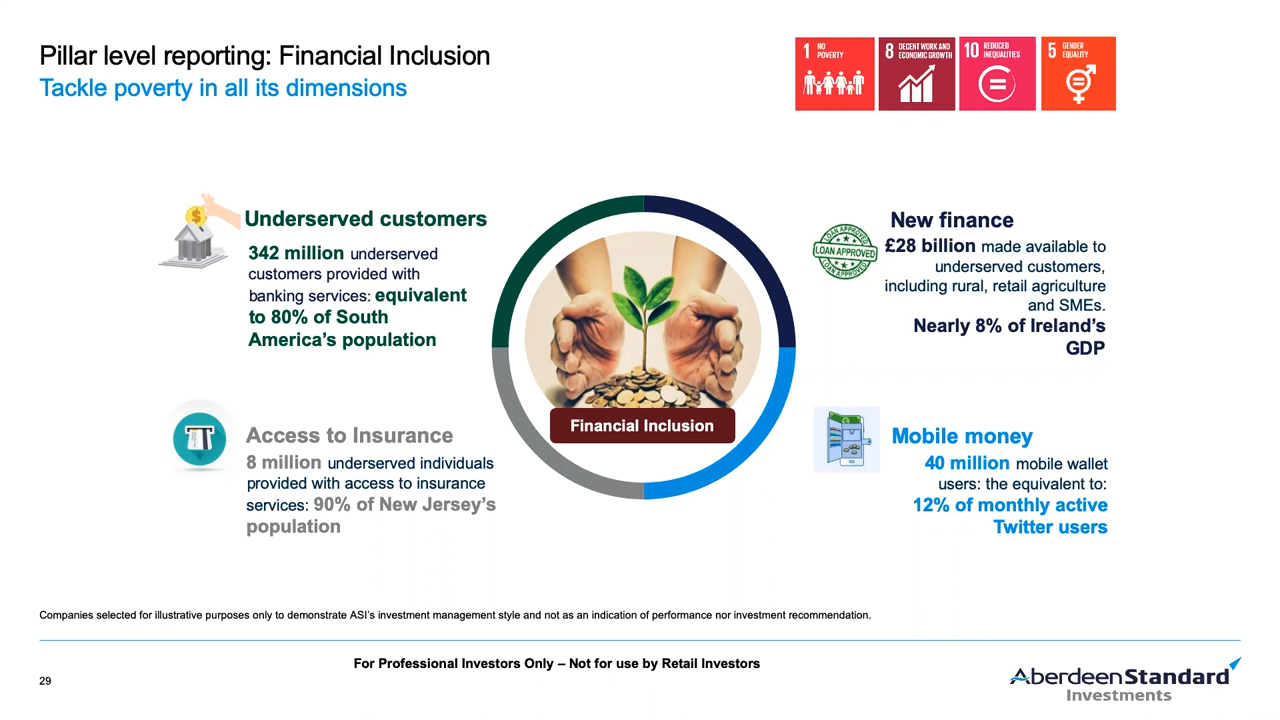 Pillar level reporting: Financial Inclusion
Tackle poverty in all its dimensions
1 NO POVERTY
8 DECENT WORK AND ECONOMIC GROWTH
10 REDUCED INEQUALITIES
5 GENDER EQUALITY
Underserved customers
342 million underserved
customers provided with
banking services: equivalent
to 80% of South
America’s population
LOAN APPROVED
LOAN APPROVED
LOAN APPROVED
New finance
£28 billion made available to
underserved customers,
including rural, retail agriculture
and SMEs.
Nearly 8% of Ireland’s
GDP
Access to Insurance
8 million underserved individuals
provided with access to insurance
services: 90% of New Jersey’s
population
Financial Inclusion
Mobile money
40 million mobile wallet
users: the equivalent to:
12% of monthly active
Twitter users
Companies selected for illustrative purposes only to demonstrate ASI’s investment management style and not as an indication of performance nor investment recommendation.
For Professional Investors Only – Not for use by Retail Investors
29
AberdeenStandard
Investments